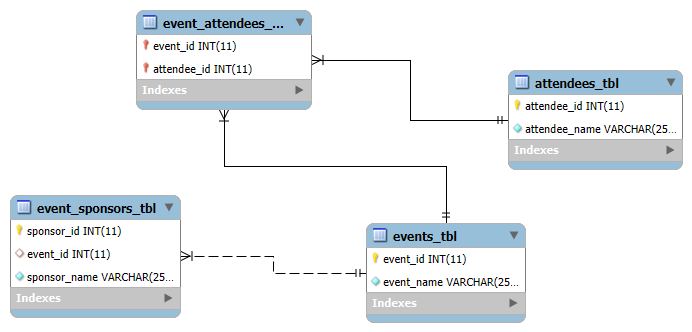 event_attendees_...
event_id INT(11)
attendee_id INT(11)
Indexes
attendees_tbl
attendee_id INT(11)
attendee_name VARCHAR(25...
Indexes
event_sponsors_tbl
sponsor_id INT(11)
event_id INT(11)
sponsor_name VARCHAR(25...
Indexes
events_tbl
event_id INT(11)
event_name VARCHAR(25...
Indexes